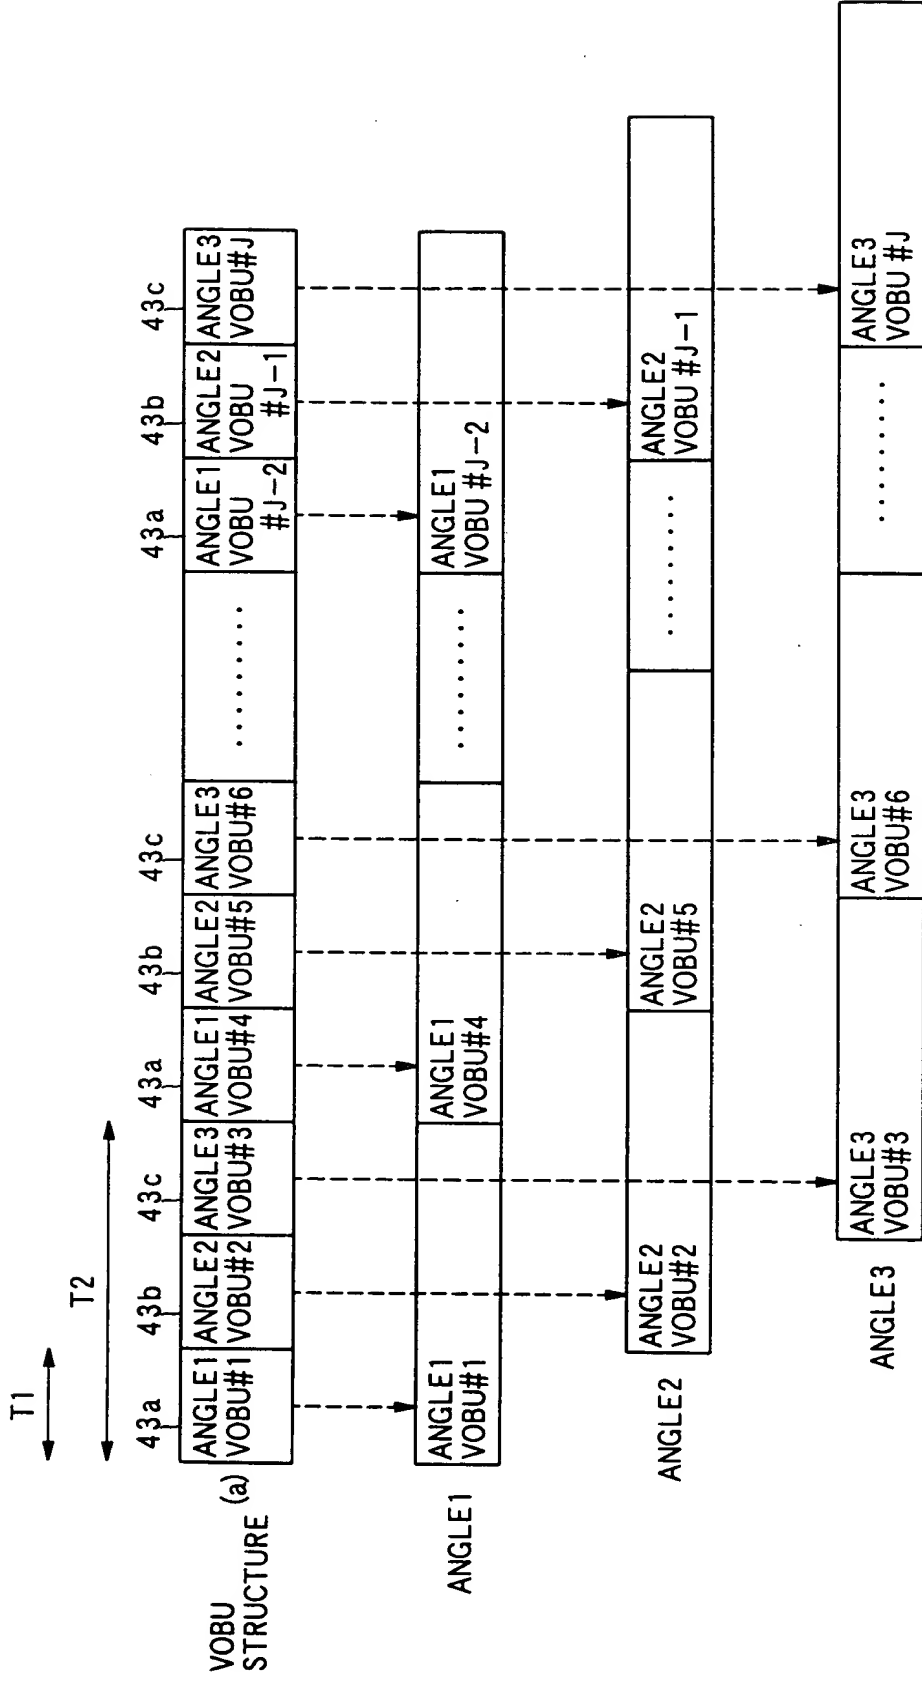 T1
T2
43a
43b
43c
43a
43b
43c
43a
43b
43c
VOBU
STRUCTURE (a)
ANGLE1
VOBU#1
ANGLE2
VOBU#2
ANGLE3
VOBU#3
ANGLE1
VOBU#4
ANGLE2
VOBU#5
ANGLE3
VOBU#6
.........
ANGLE1
VOBU
#J-2
ANGLE2
VOBU
#J-1
ANGLE3
VOBU#J
ANGLE1
ANGLE1
VOBU#1
ANGLE1
VOBU#4
.........
ANGLE1
VOBU #J-2
ANGLE2
ANGLE2
VOBU#2
ANGLE2
VOBU#5
.........
ANGLE2
VOBU #J-1
ANGLE3
ANGLE3
VOBU#3
ANGLE3
VOBU#6
.........
ANGLE3
VOBU #J